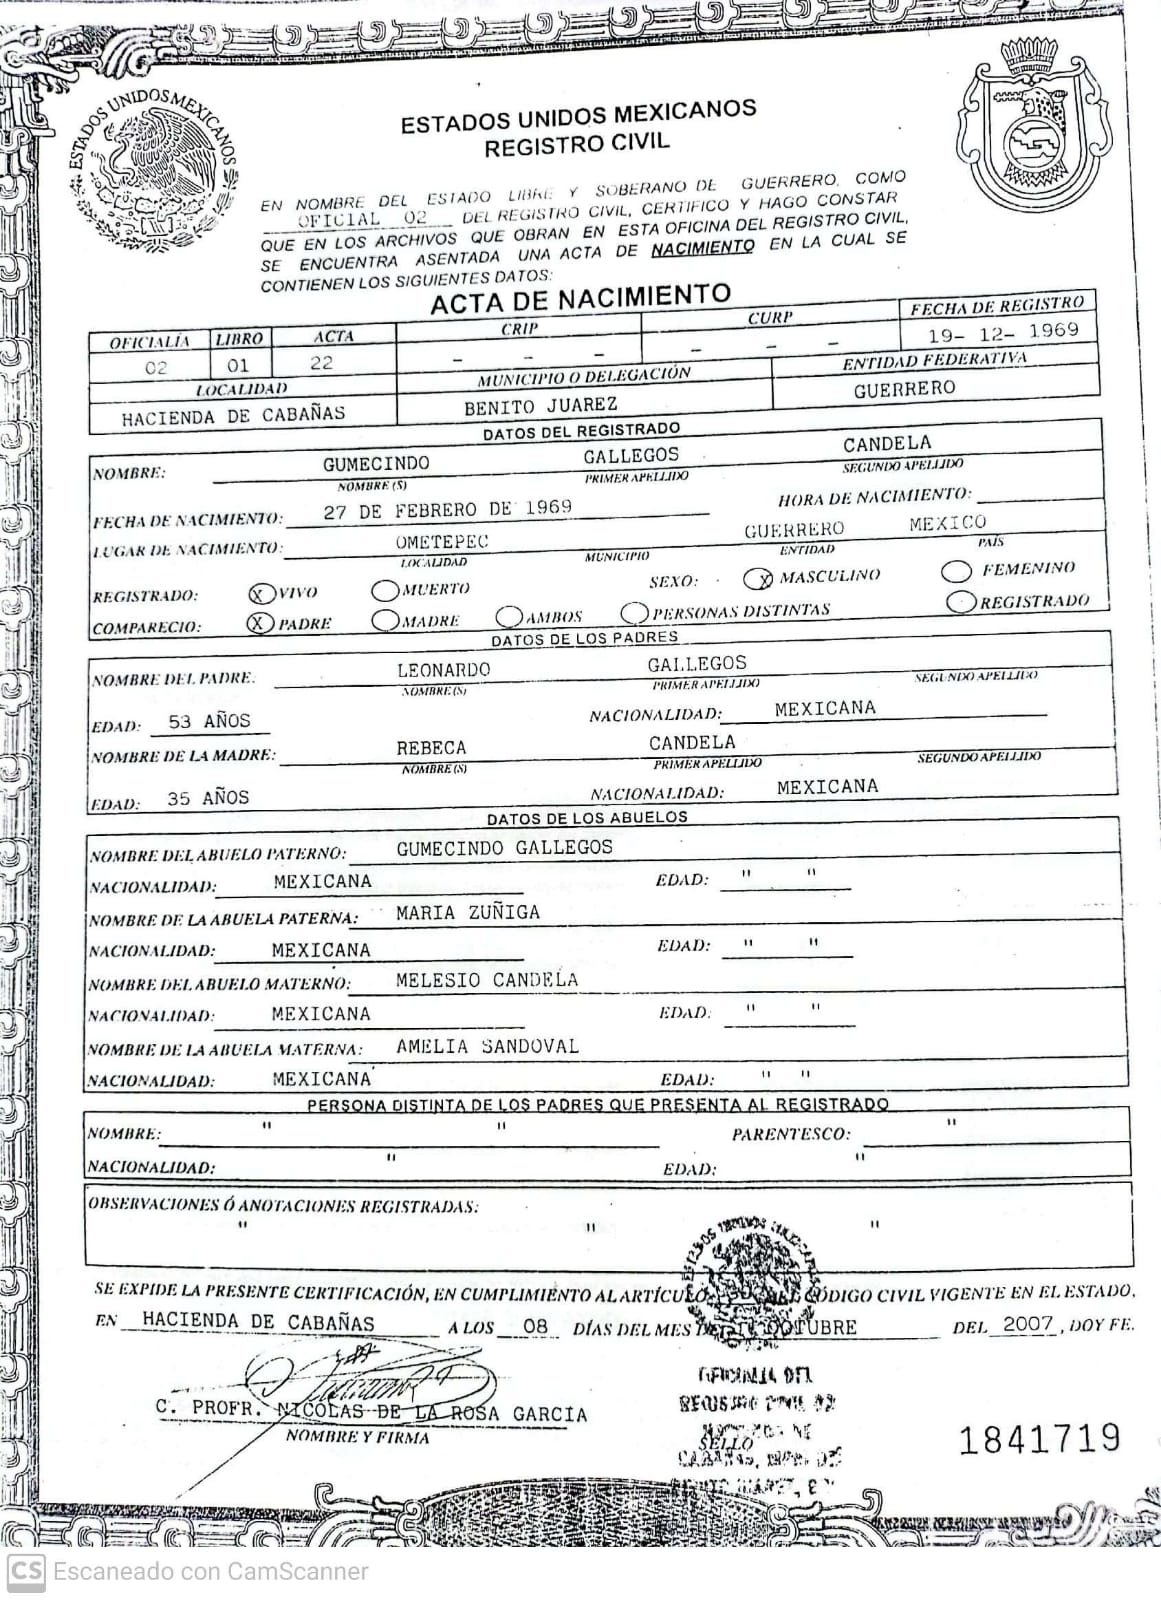 ESTADOS UNIDOS MEXICANOS
ESTADOS UNIDOS MEXICANOS
REGISTRO CIVIL
EN NOMBRE DEL ESTADO LIBRE Y SOBERANO DE GUERRERO, COMO
OFICIAL 02 DEL REGISTRO CIVIL, CERTIFICO Y HAGO CONSTAR
QUE EN LOS ARCHIVOS QUE OBRAN EN ESTA OFICINA DEL REGISTRO CIVIL,
SE ENCUENTRA ASENTADA UNA ACTA DE NACIMIENTO EN LA CUAL SE
CONTIENEN LOS SIGUIENTES DATOS:
ACTA DE NACIMIENTO
OFICIALÍA LIBRO ACTA CRIP CURP FECHA DE REGISTRO
02 01 22 - - - - - - 19- 12- 1969
LOCALIDAD MUNICIPIO O DELEGACIÓN ENTIDAD FEDERATIVA
HACIENDA DE CABAÑAS BENITO JUAREZ GUERRERO
DATOS DEL REGISTRADO
NOMBRE: GUMECINDO GALLEGOS CANDELA
NOMBRE (S) PRIMER APELLIDO SEGUNDO APELLIDO
FECHA DE NACIMIENTO: 27 DE FEBRERO DE 1969 HORA DE NACIMIENTO:
LUGAR DE NACIMIENTO: OMETEPEC GUERRERO MEXICO
LOCALIDAD MUNICIPIO ENTIDAD PAÍS
REGISTRADO: X VIVO MUERTO SEXO: X MASCULINO FEMENINO
COMPARECIO: X PADRE MADRE AMBOS PERSONAS DISTINTAS REGISTRADO
DATOS DE LOS PADRES
NOMBRE DEL PADRE. LEONARDO GALLEGOS
NOMBRE(S) PRIMER APELLIDO SEGUNDO APELLIDO
EDAD: 53 AÑOS NACIONALIDAD: MEXICANA
NOMBRE DE LA MADRE: REBECA CANDELA
NOMBRE (S) PRIMER APELLIDO SEGUNDO APELLIDO
EDAD: 35 AÑOS NACIONALIDAD: MEXICANA
DATOS DE LOS ABUELOS
NOMBRE DEL ABUELO PATERNO: GUMECINDO GALLEGOS
NACIONALIDAD: MEXICANA EDAD: " "
NOMBRE DE LA ABUELA PATERNA: MARIA ZUÑIGA
NACIONALIDAD: MEXICANA EDAD: " "
NOMBRE DEL ABUELO MATERNO: MELESIO CANDELA
NACIONALIDAD: MEXICANA EDAD: " "
NOMBRE DE LA ABUELA MATERNA: AMELIA SANDOVAL
NACIONALIDAD: MEXICANA EDAD: " "
PERSONA DISTINTA DE LOS PADRES QUE PRESENTA AL REGISTRADO
NOMBRE: " " PARENTESCO: "
NACIONALIDAD: " EDAD: "
OBSERVACIONES Ó ANOTACIONES REGISTRADAS:
" " "
SE EXPIDE LA PRESENTE CERTIFICACIÓN, EN CUMPLIMIENTO AL ARTÍCULO DEL CÓDIGO CIVIL VIGENTE EN EL ESTADO,
EN HACIENDA DE CABAÑAS A LOS 08 DÍAS DEL MES DE OCTUBRE DEL 2007, DOY FE.
OFICIALIA DEL
REGISTRO CIVIL 02
C. PROFR. NICOLAS DE LA ROSA GARCIA
NOMBRE Y FIRMA
SELLO
CABAÑAS, MPIO. DE
1841719
CS Escaneado con CamScanner